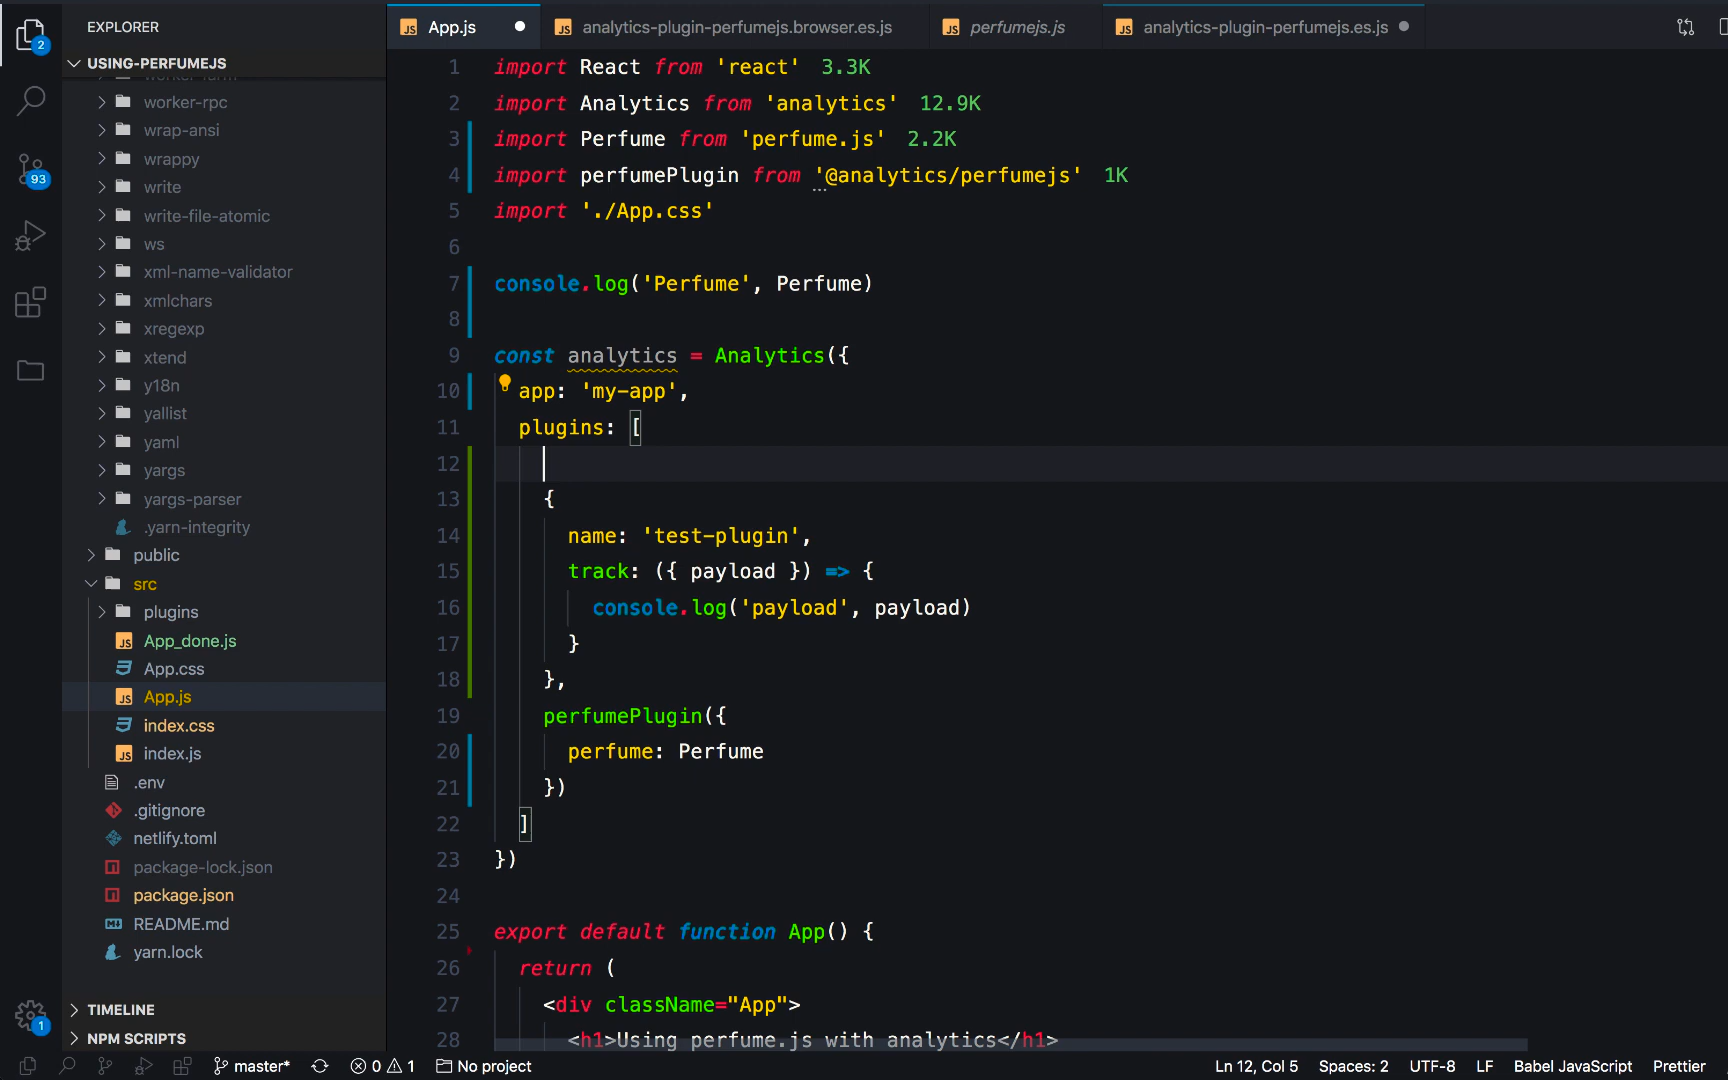 EXPLORER
App.js
analytics-plugin-perfumejs.browser.es.js
perfumejs.js
analytics-plugin-perfumejs.es.js
USING-PERFUMEJS
worker-farm
worker-rpc
wrap-ansi
wrappy
write
write-file-atomic
ws
xml-name-validator
xmlchars
xregexp
xtend
y18n
yallist
yaml
yargs
yargs-parser
.yarn-integrity
public
src
plugins
App_done.js
App.css
App.js
index.css
index.js
.env
.gitignore
netlify.toml
package-lock.json
package.json
README.md
yarn.lock
TIMELINE
NPM SCRIPTS
2
93
1
1 import React from 'react' 3.3K
2 import Analytics from 'analytics' 12.9K
3 import Perfume from 'perfume.js' 2.2K
4 import perfumePlugin from '@analytics/perfumejs' 1K
5 import './App.css'
6
7 console.log('Perfume', Perfume)
8
9 const analytics = Analytics({
10 app: 'my-app',
11 plugins: [
12
13 {
14 name: 'test-plugin',
15 track: ({ payload }) => {
16 console.log('payload', payload)
17 }
18 },
19 perfumePlugin({
20 perfume: Perfume
21 })
22 ]
23 })
24
25 export default function App() {
26 return (
27 <div className="App">
28 <h1>Using perfume.js with analytics</h1>
master* 0 1 No project Ln 12, Col 5 Spaces: 2 UTF-8 LF Babel JavaScript Prettier